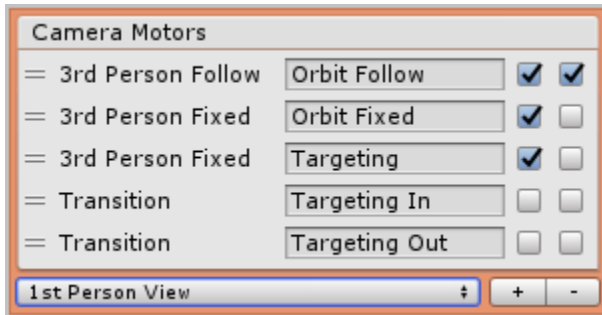 Camera Motors
3rd Person Follow Orbit Follow
3rd Person Fixed Orbit Fixed
3rd Person Fixed Targeting
Transition Targeting In
Transition Targeting Out
1st Person View + -